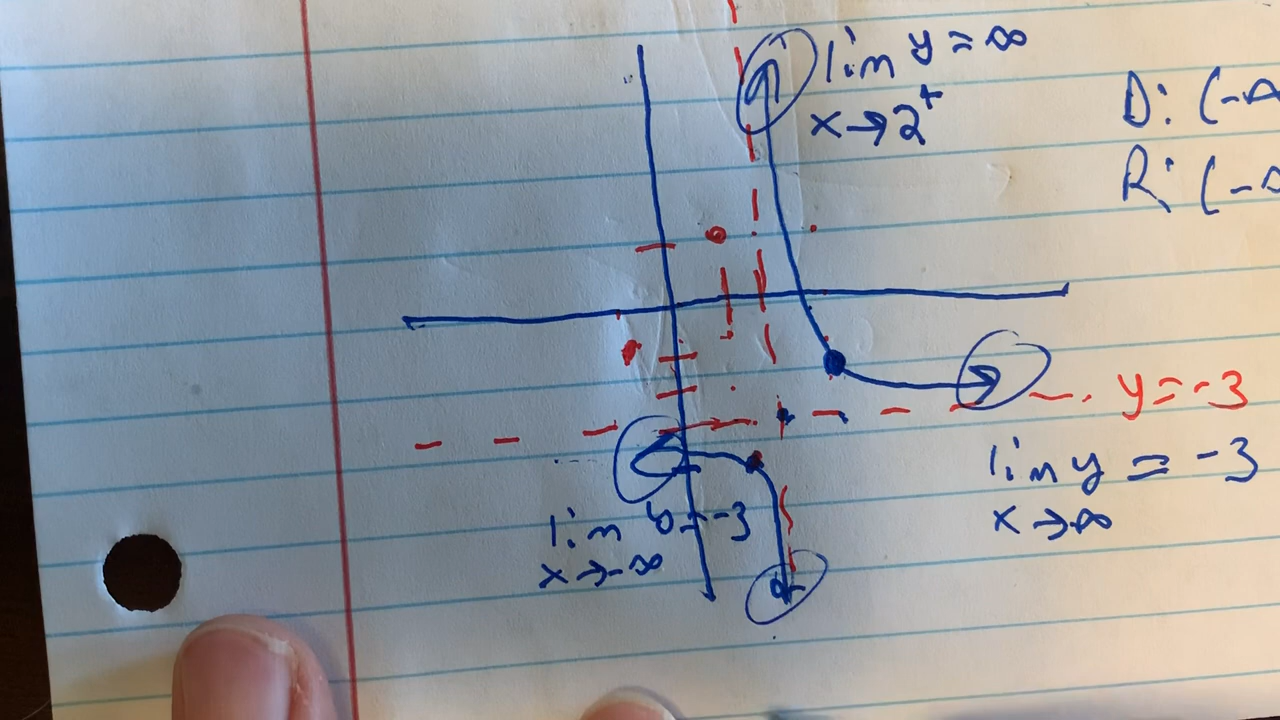 lim y = ∞
x→2⁺
D: (-∞
R: (-∞
y=-3
lim y = -3
x→∞
lim y = -3
x→-∞